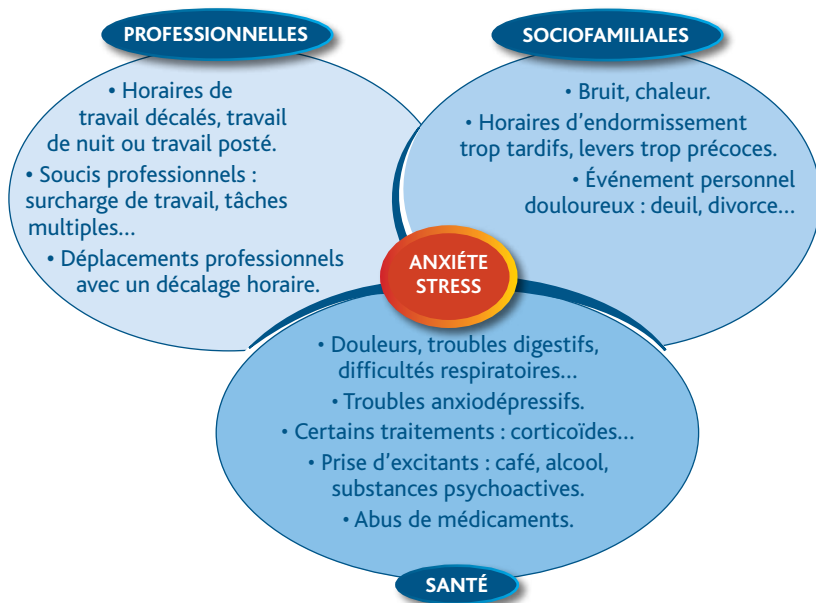 PROFESSIONNELLES
• Horaires de
travail décalés, travail
de nuit ou travail posté.
• Soucis professionnels :
surcharge de travail, tâches
multiples...
• Déplacements professionnels
avec un décalage horaire.
SOCIOFAMILIALES
• Bruit, chaleur.
• Horaires d’endormissement
trop tardifs, levers trop précoces.
• Événement personnel
douloureux : deuil, divorce...
ANXIÉTE
STRESS
• Douleurs, troubles digestifs,
difficultés respiratoires...
• Troubles anxiodépressifs.
• Certains traitements : corticoïdes...
• Prise d’excitants : café, alcool,
substances psychoactives.
• Abus de médicaments.
SANTÉ